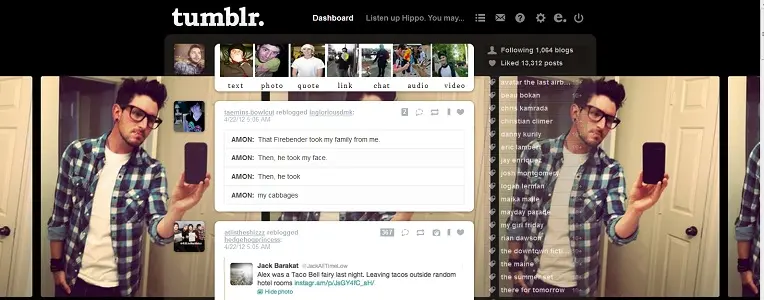 tumblr.
Dashboard Listen up Hippo. You may...
Following 1,064 blogs
Liked 13,312 posts
text photo quote link chat audio video
taemins-bowlcut reblogged ingloriousdmk:
2
4/22/12 5:06 AM
AMON: That Firebender took my family from me.
AMON: Then, he took my face.
AMON: Then, he took
AMON: my cabbages
reblogged
hedgehogprincess:
367
4/22/12 5:05 AM
Jack Barakat @JackAllTimeLow
Alex was a Taco Bell fairy last night. Leaving tacos outside random
hotel rooms instagr.am/p/JsGY4fC_aH/
Hide photo
avatar the last airb...
beau bokan
chris kamrada
christian climer
danny kurily
eric lambert
jay enriquez
josh montgomery
logan lerman
maika maile
mayday parade
my girl friday
rian dawson
the downtown ficti
the maine
the summer set
there for tomorrow